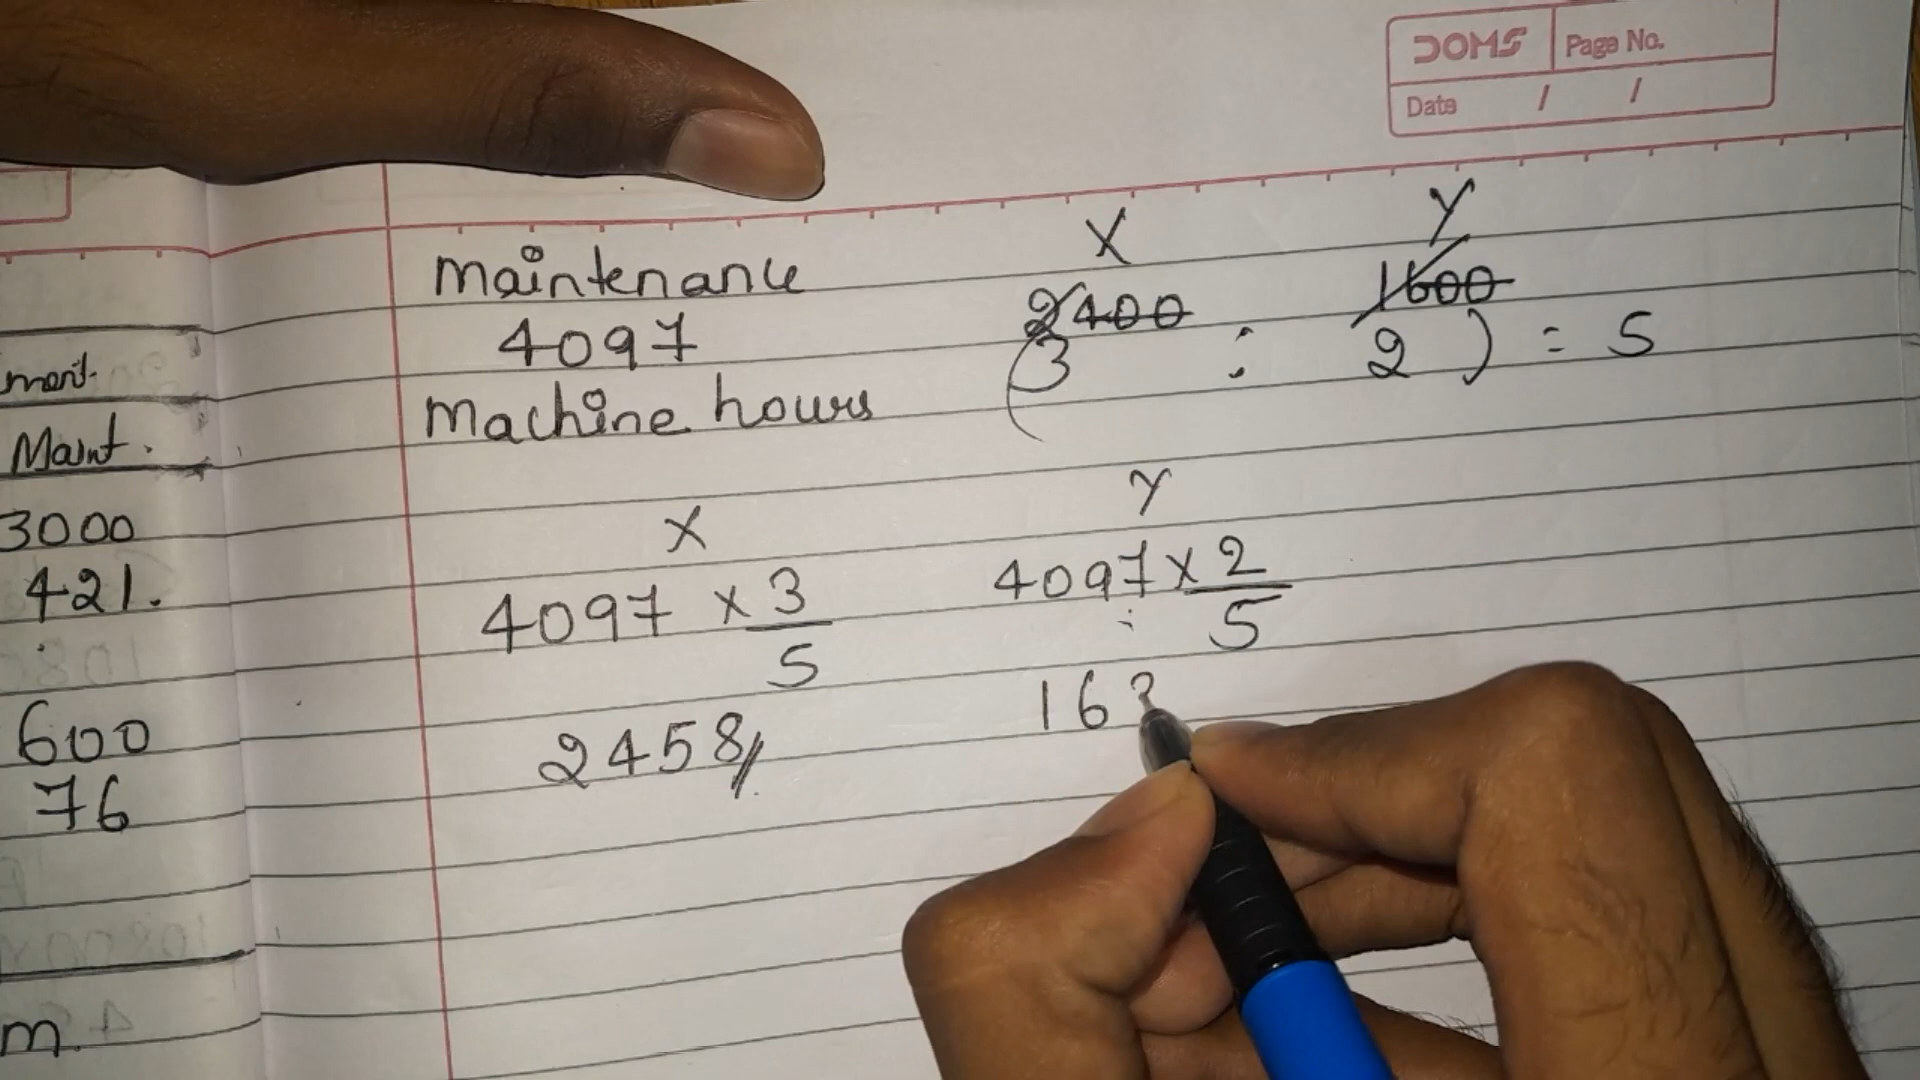 DOMS Page No.
Date / /
ment.
Maint.
3000
421.
600
76
m.
X Y
maintenance 2400 1600
4097 (3 : 2) = 5
Machine hours
X Y
4097 x 3 4097 x 2
5 5
2458 163